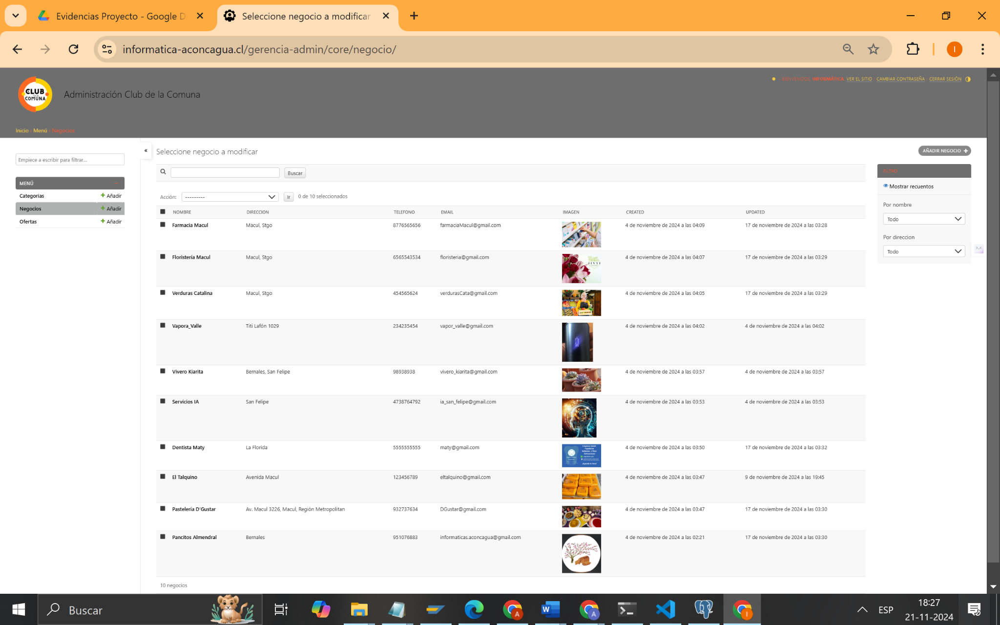 Evidencias Proyecto - Google D
Seleccione negocio a modificar
informatica-aconcagua.cl/gerencia-admin/core/negocio/
I
CLUB
COMUNA
Administración Club de la Comuna
BIENVENIDOS, INFORMÁTICA VER EL SITIO / CAMBIAR CONTRASEÑA / CERRAR SESIÓN
Inicio › Menú › Negocios
Empiece a escribir para filtrar...
MENÚ
Categorias Añadir
Negocios Añadir
Ofertas Añadir
«
Seleccione negocio a modificar
AÑADIR NEGOCIO
Buscar
Acción: --------- Ir 0 de 10 seleccionados
NOMBRE DIRECCION TELEFONO EMAIL IMAGEN CREATED UPDATED
Farmacia Macul Macul, Stgo 8776565656 farmaciaMacul@gmail.com 4 de noviembre de 2024 a las 04:09 17 de noviembre de 2024 a las 03:28
Floristería Macul Macul, Stgo 6565543534 floristeria@gmail.com 4 de noviembre de 2024 a las 04:07 17 de noviembre de 2024 a las 03:29
Verduras Catalina Macul, Stgo 454565624 verdurasCata@gmail.com 4 de noviembre de 2024 a las 04:05 17 de noviembre de 2024 a las 03:29
Vapora_Valle Titi Lafón 1029 234235454 vapor_valle@gmail.com 4 de noviembre de 2024 a las 04:02 4 de noviembre de 2024 a las 04:02
Vivero Kiarita Bernales, San Felipe 98938938 vivero_kiarita@gmail.com 4 de noviembre de 2024 a las 03:57 4 de noviembre de 2024 a las 03:57
Servicios IA San Felipe 4738764792 ia_san_felipe@gmail.com 4 de noviembre de 2024 a las 03:53 4 de noviembre de 2024 a las 03:53
Dentista Maty La Florida 5555555555 maty@gmail.com 4 de noviembre de 2024 a las 03:50 17 de noviembre de 2024 a las 03:32
El Talquino Avenida Macul 123456789 eltalquino@gmail.com 4 de noviembre de 2024 a las 03:47 9 de noviembre de 2024 a las 19:45
Pastelería D'Gustar Av. Macul 3226, Macul, Región Metropolitan 932737634 DGustar@gmail.com 4 de noviembre de 2024 a las 03:47 17 de noviembre de 2024 a las 03:30
Pancitos Almendral Bernales 951076883 informaticas.aconcagua@gmail.com 4 de noviembre de 2024 a las 02:21 17 de noviembre de 2024 a las 03:30
10 negocios
FILTRO
Mostrar recuentos
Por nombre
Todo
Por direccion
Todo
Buscar
ESP
18:27
21-11-2024